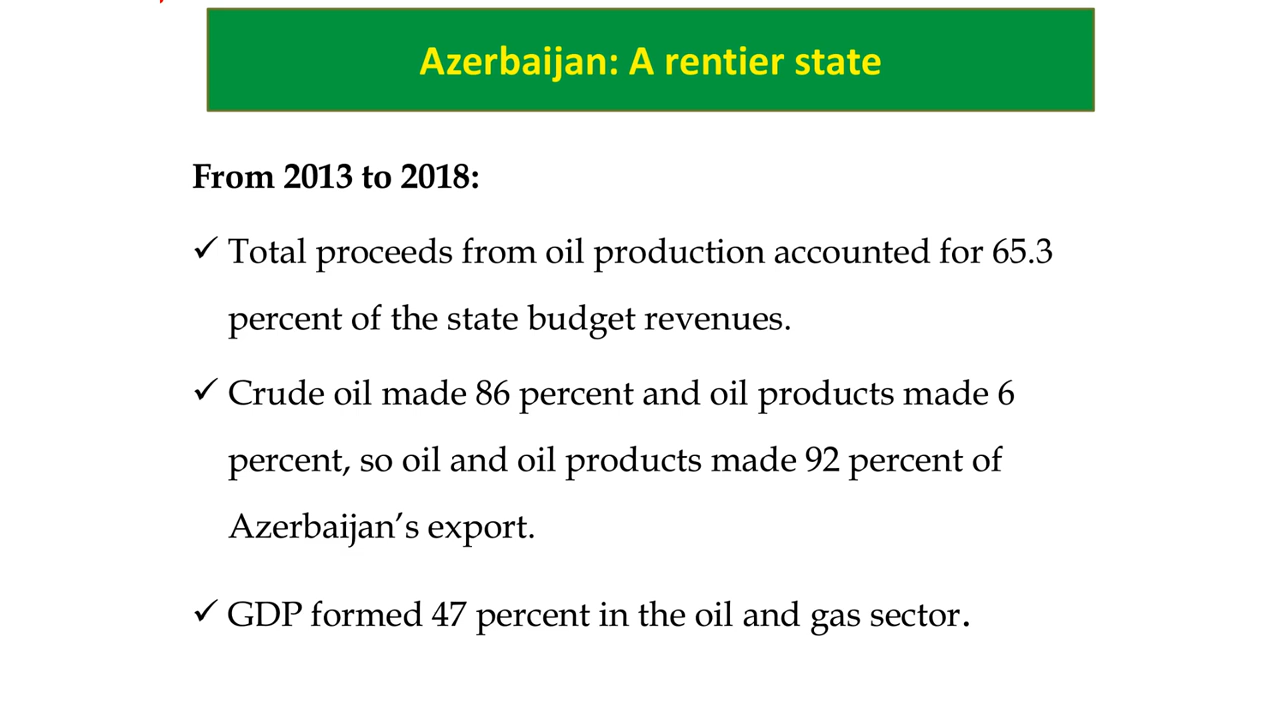 Azerbaijan: A rentier state
From 2013 to 2018:
✓ Total proceeds from oil production accounted for 65.3
percent of the state budget revenues.
✓ Crude oil made 86 percent and oil products made 6
percent, so oil and oil products made 92 percent of
Azerbaijan’s export.
✓ GDP formed 47 percent in the oil and gas sector.